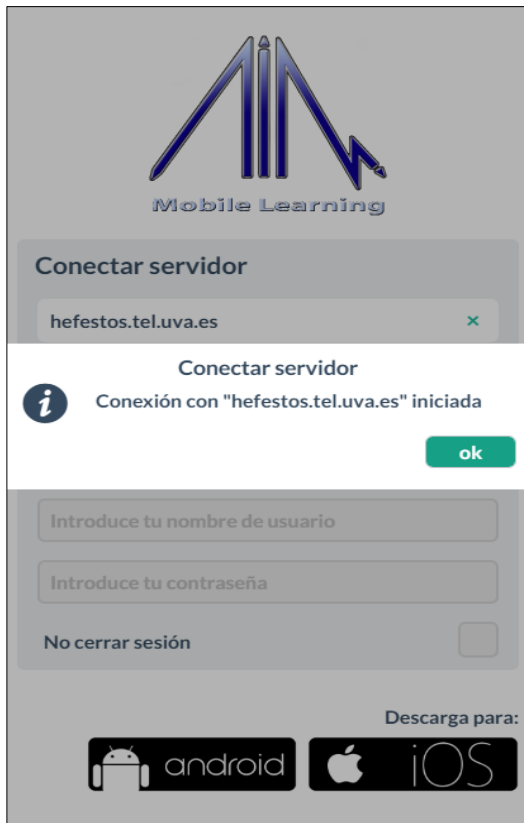 Mobile Learning
Conectar servidor
hefestos.tel.uva.es ×
Conectar servidor
i
Conexión con "hefestos.tel.uva.es" iniciada
ok
Introduce tu nombre de usuario
Introduce tu contraseña
No cerrar sesión
Descarga para:
android iOS